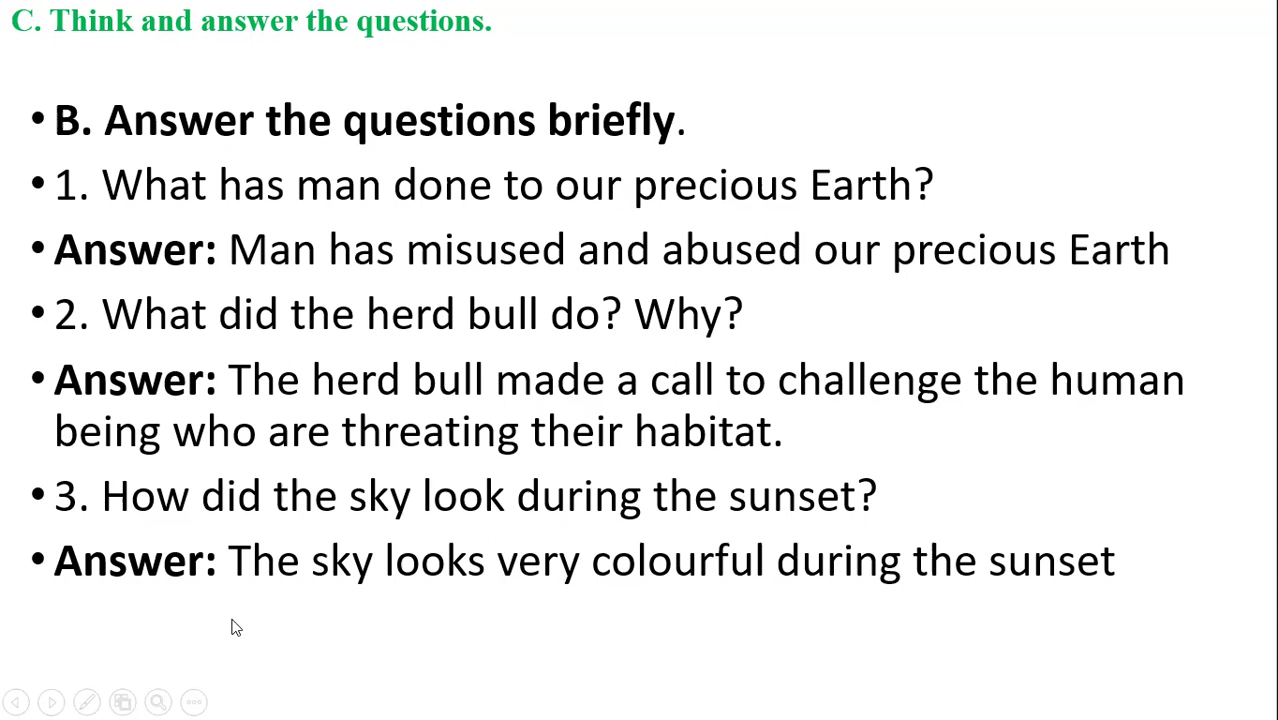 C. Think and answer the questions.
• B. Answer the questions briefly.
• 1. What has man done to our precious Earth?
• Answer: Man has misused and abused our precious Earth
• 2. What did the herd bull do? Why?
• Answer: The herd bull made a call to challenge the human
being who are threating their habitat.
• 3. How did the sky look during the sunset?
• Answer: The sky looks very colourful during the sunset